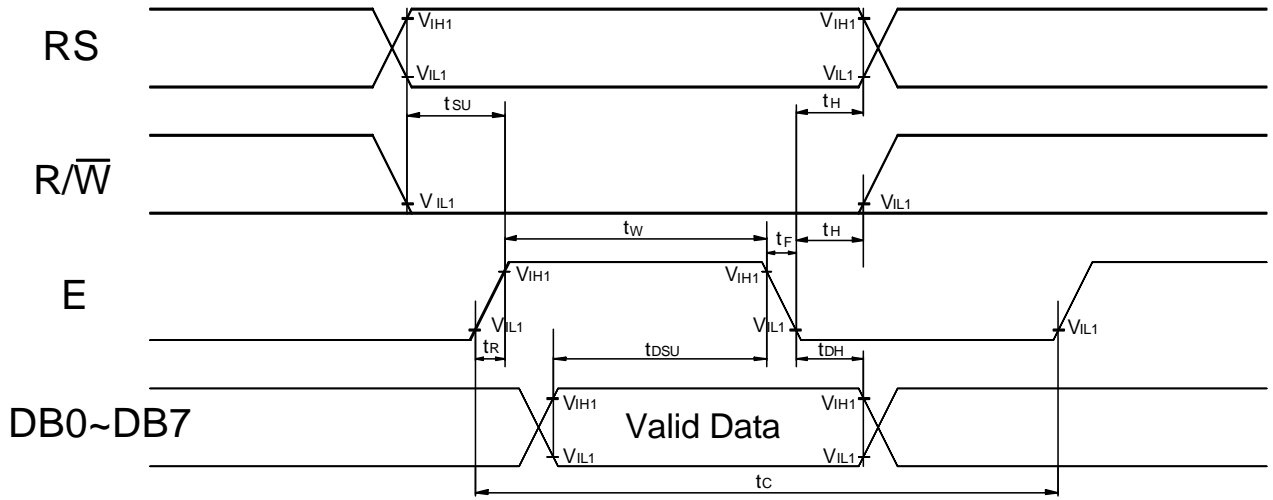 RS
VIH1
VIH1
VIL1
VIL1
tSU
tH
R/W̅
V IL1
VIL1
tW
tF
tH
E
VIH1
VIH1
VIL1
VIL1
VIL1
tR
tDSU
tDH
DB0~DB7
VIH1
Valid Data
VIH1
VIL1
VIL1
tC